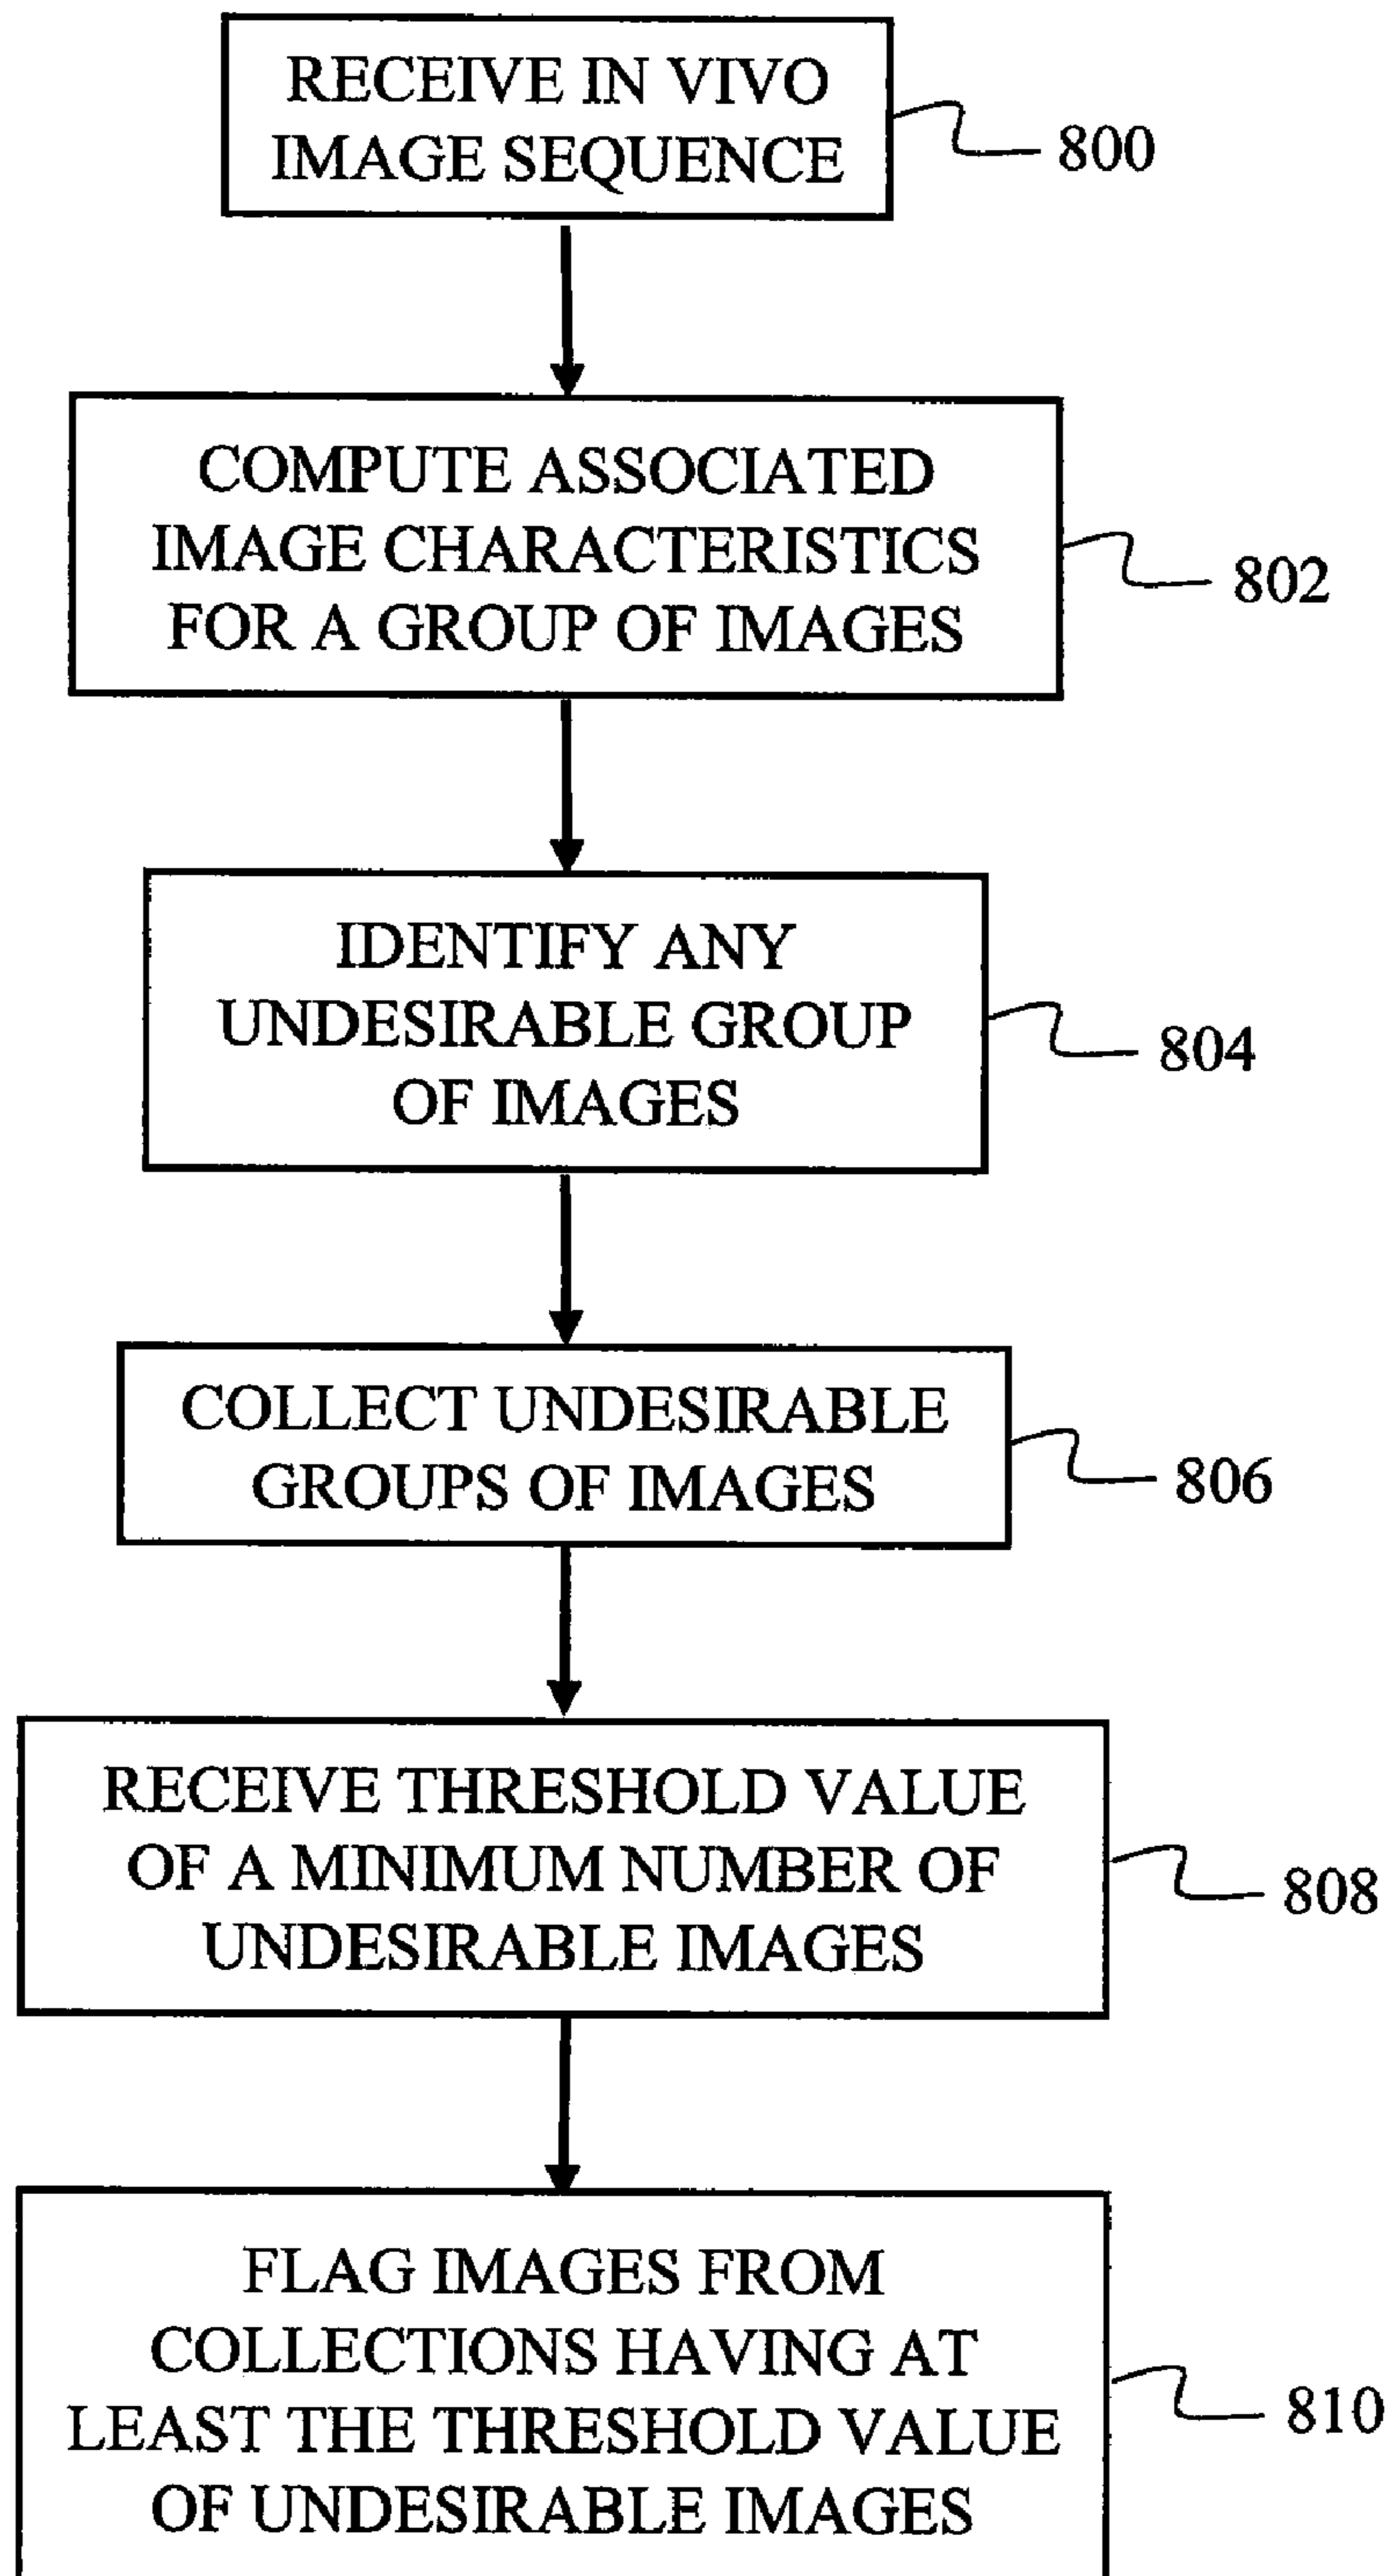 RECEIVE IN VIVO
IMAGE SEQUENCE
800
COMPUTE ASSOCIATED
IMAGE CHARACTERISTICS
FOR A GROUP OF IMAGES
802
IDENTIFY ANY
UNDESIRABLE GROUP
OF IMAGES
804
COLLECT UNDESIRABLE
GROUPS OF IMAGES
806
RECEIVE THRESHOLD VALUE
OF A MINIMUM NUMBER OF
UNDESIRABLE IMAGES
808
FLAG IMAGES FROM
COLLECTIONS HAVING AT
LEAST THE THRESHOLD VALUE
OF UNDESIRABLE IMAGES
810